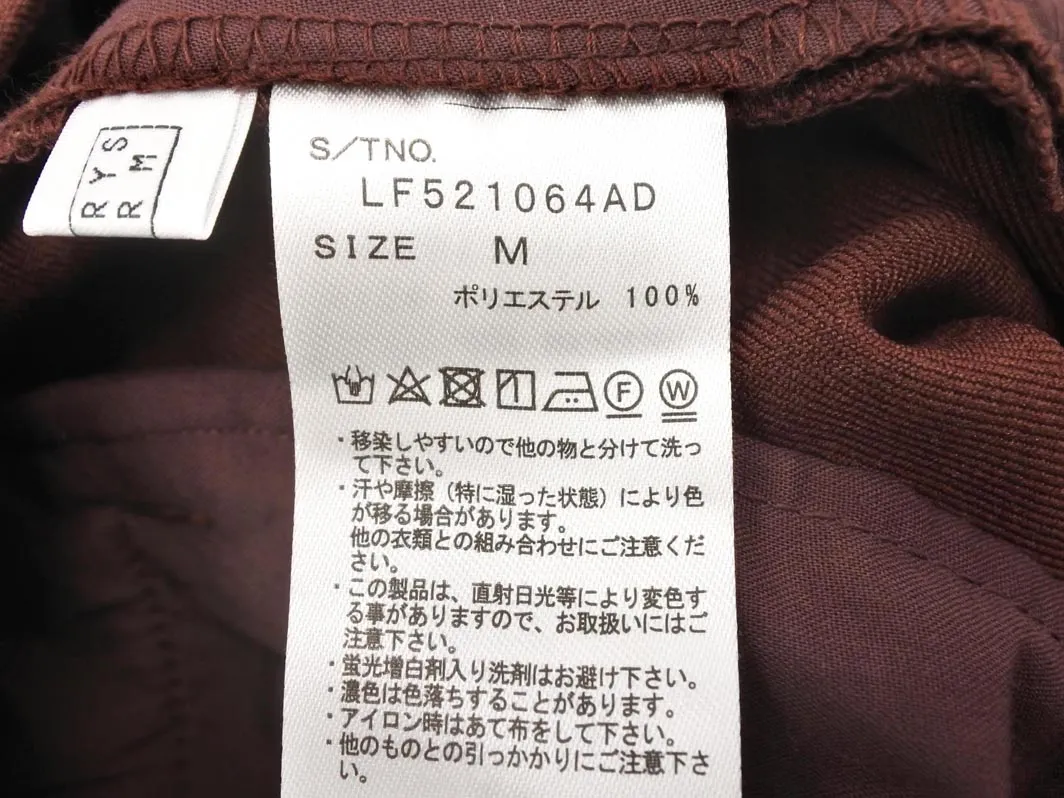 R Y S
R M
S/TNO.
LF521064AD
SIZE M
ポリエステル 100%
F W
・移染しやすいので他の物と分けて洗っ
て下さい。
・汗や摩擦（特に湿った状態）により色
が移る場合があります。
他の衣類との組み合わせにご注意くだ
さい。
・この製品は、直射日光等により変色す
る事がありますので、お取扱いにはご
注意下さい。
・蛍光増白剤入り洗剤はお避け下さい。
・濃色は色落ちすることがあります。
・アイロン時はあて布をして下さい。
・他のものとの引っかかりにご注意下さ
い。